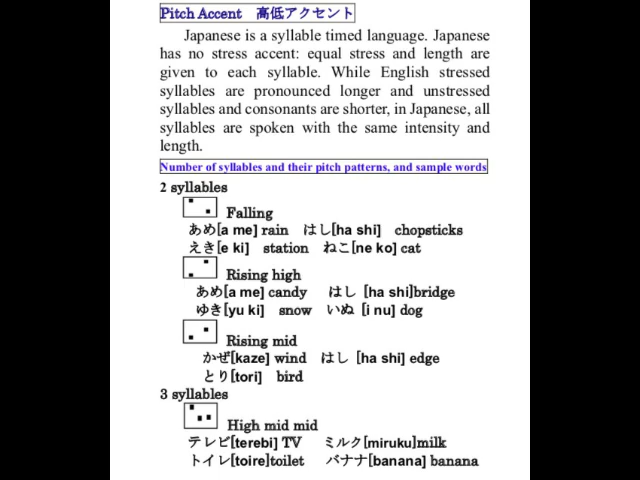 Pitch Accent　高低アクセント
Japanese is a syllable timed language. Japanese
has no stress accent: equal stress and length are
given to each syllable. While English stressed
syllables are pronounced longer and unstressed
syllables and consonants are shorter, in Japanese, all
syllables are spoken with the same intensity and
length.
Number of syllables and their pitch patterns, and sample words
2 syllables
Falling
あめ[a me] rain　はし[ha shi]　chopsticks
えき[e ki]　station　ねこ[ne ko] cat
Rising high
あめ[a me] candy　はし [ha shi]bridge
ゆき[yu ki]　snow　いぬ [i nu] dog
Rising mid
かぜ[kaze] wind　はし [ha shi] edge
とり[tori]　bird
3 syllables
High mid mid
テレビ[terebi] TV　ミルク[miruku]milk
トイレ[toire]toilet　バナナ[banana] banana